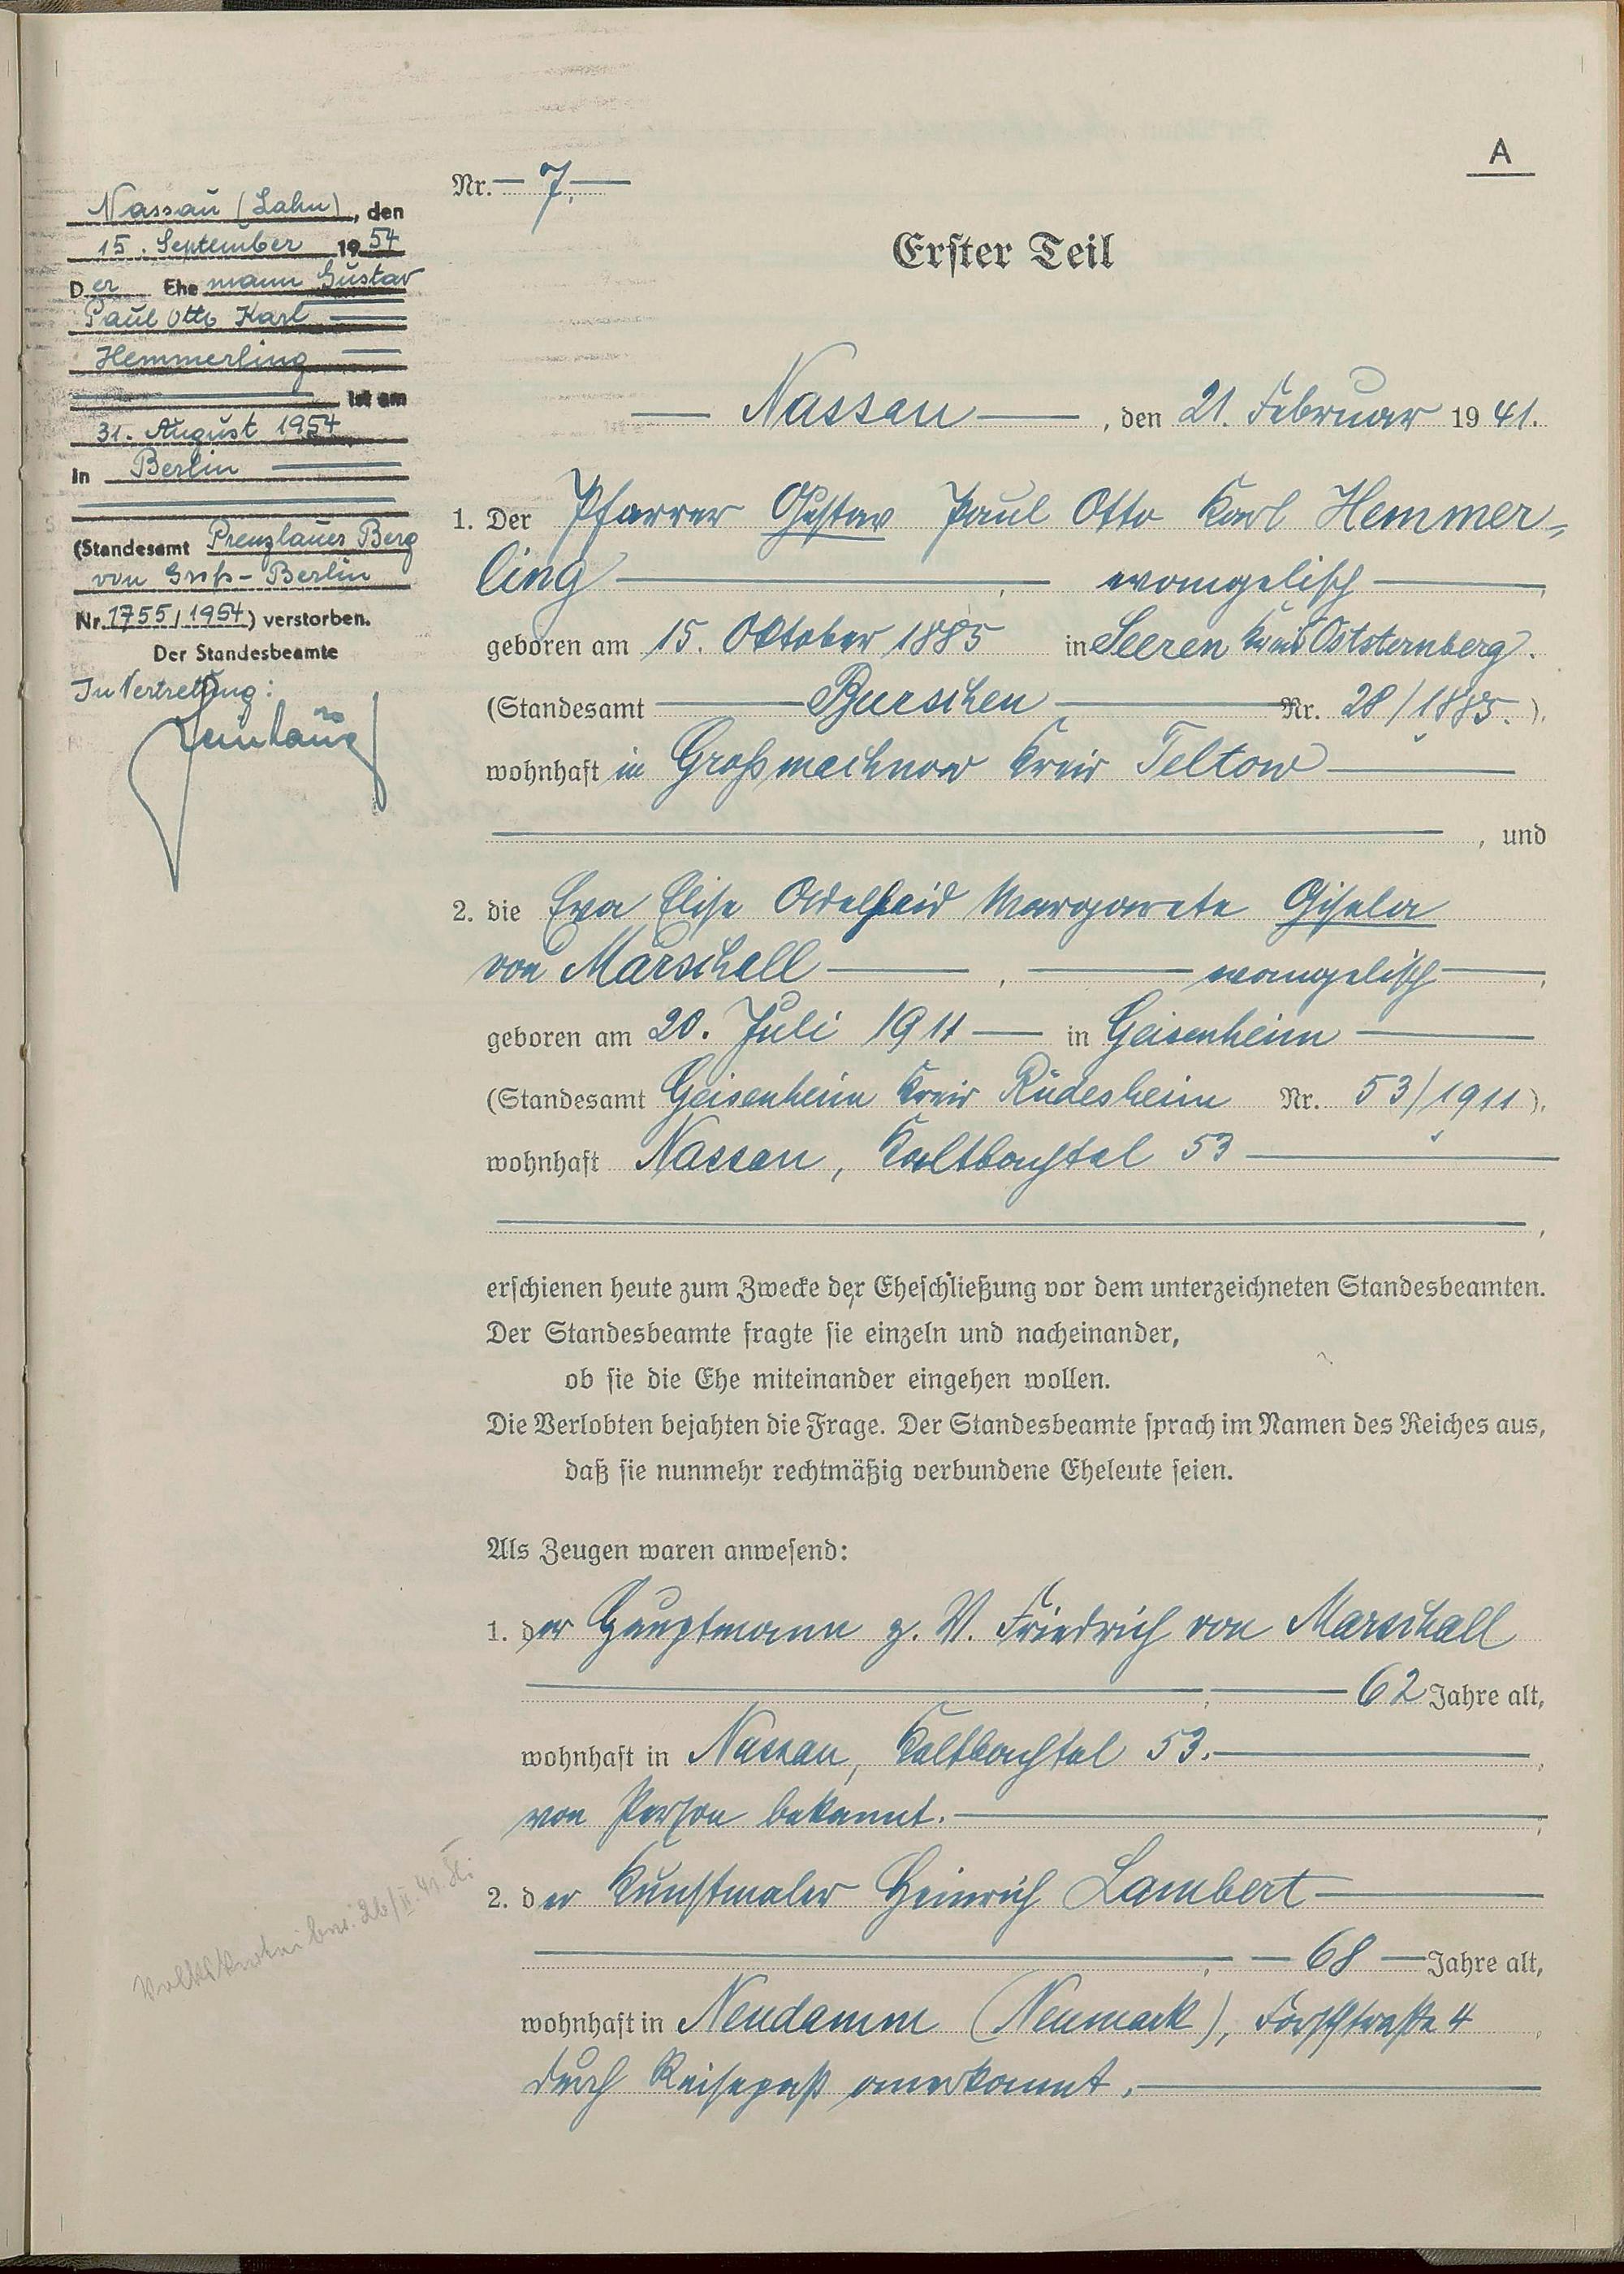 A
Nr. 7.
Erster Teil
Nassau, den 21. Februar 1941.
1. Der Pfarrer Gustav Paul Otto Karl Hemmer-
ling, evangelisch,
geboren am 15. Oktober 1885 in Seeren Kreis Oststernberg.
(Standesamt Burschen Nr. 28/1885.),
wohnhaft in Großmachnow Kreis Teltow
, und
2. die Eva Elise Adelheid Margarete Gisela
von Marschall, evangelisch,
geboren am 20. Juli 1911 in Geisenheim
(Standesamt Geisenheim Kreis Rüdesheim Nr. 53/1911),
wohnhaft Nassau, Kaltbachtal 53
,
erschienen heute zum Zwecke der Eheschließung vor dem unterzeichneten Standesbeamten.
Der Standesbeamte fragte sie einzeln und nacheinander,
ob sie die Ehe miteinander eingehen wollen.
Die Verlobten bejahten die Frage. Der Standesbeamte sprach im Namen des Reiches aus,
daß sie nunmehr rechtmäßig verbundene Eheleute seien.
Als Zeugen waren anwesend:
1. der Hauptmann z. V. Friedrich von Marschall
, 62 Jahre alt,
wohnhaft in Nassau, Kaltbachtal 53.,
von Person bekannt.,
2. der Kunstmaler Heinrich Lambert
, 68 Jahre alt,
wohnhaft in Neudamm (Neumark), Forststraße 4,
durch Reisepaß anerkannt.
Nassau (Lahn), den
15. September 1954
Der Ehemann Gustav
Paul Otto Karl
Hemmerling
ist am
31. August 1954
in Berlin
(Standesamt Prenzlauer Berg
von Groß-Berlin
Nr. 1755/1954) verstorben.
Der Standesbeamte
In Vertretung: